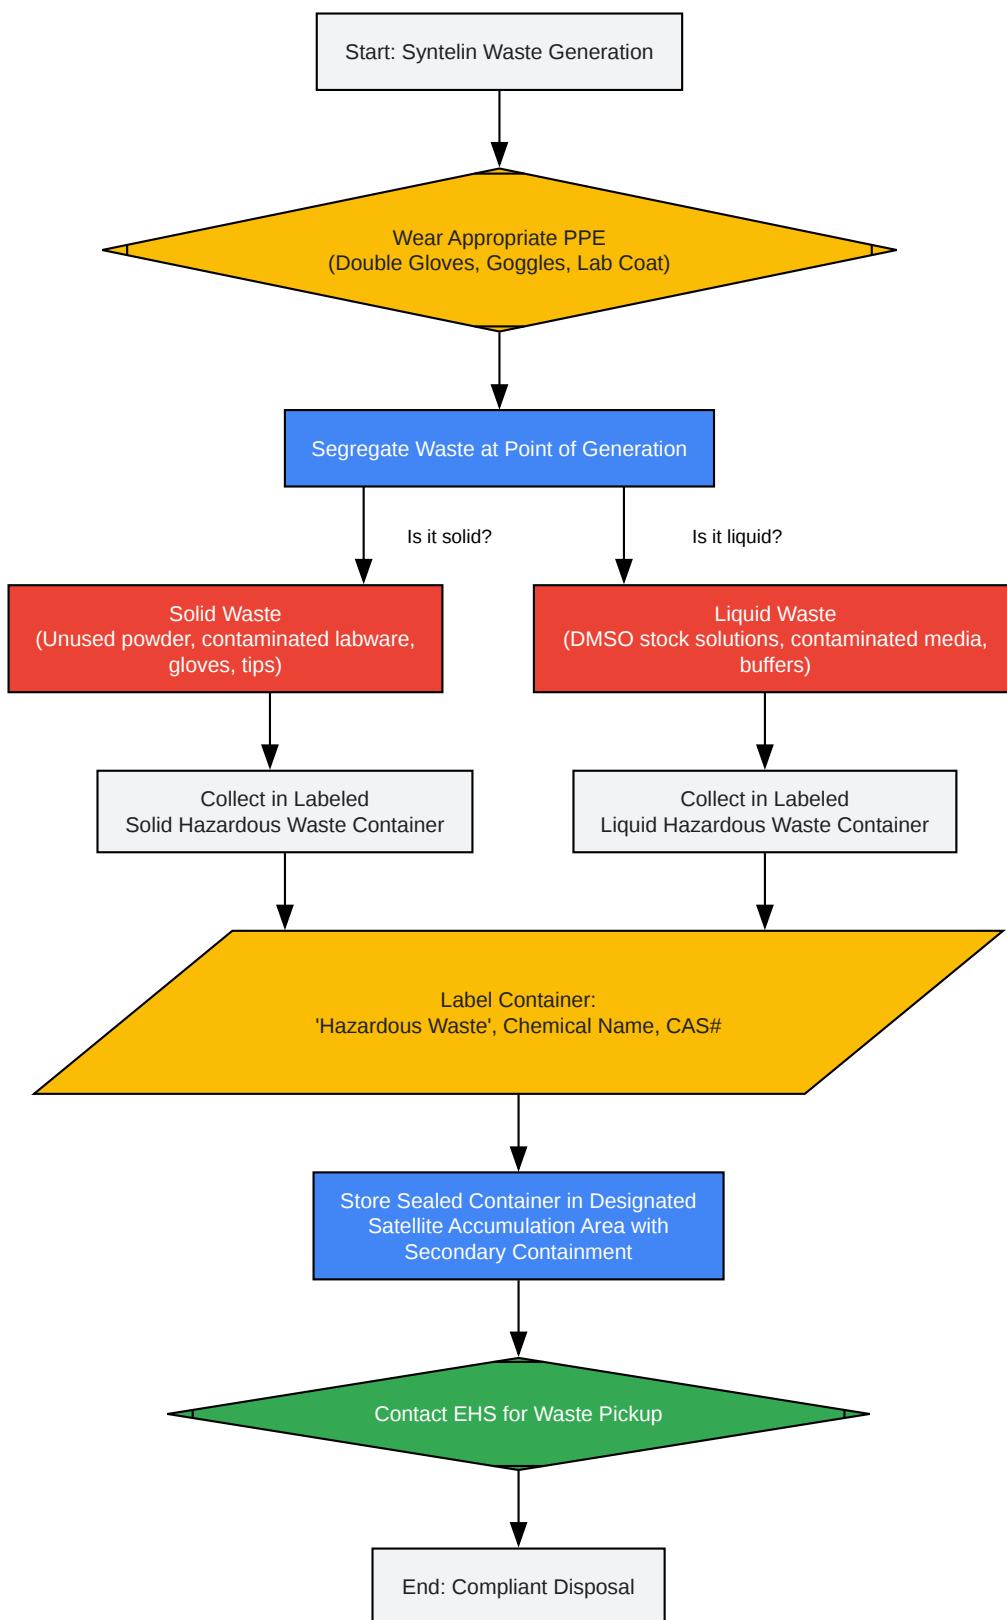 Start: Syntelin Waste Generation
Wear Appropriate PPE
(Double Gloves, Goggles, Lab Coat)
Segregate Waste at Point of Generation
Is it solid?
Is it liquid?
Solid Waste
(Unused powder, contaminated labware,
gloves, tips)
Liquid Waste
(DMSO stock solutions, contaminated media,
buffers)
Collect in Labeled
Solid Hazardous Waste Container
Collect in Labeled
Liquid Hazardous Waste Container
Label Container:
'Hazardous Waste', Chemical Name, CAS#
Store Sealed Container in Designated
Satellite Accumulation Area with
Secondary Containment
Contact EHS for Waste Pickup
End: Compliant Disposal